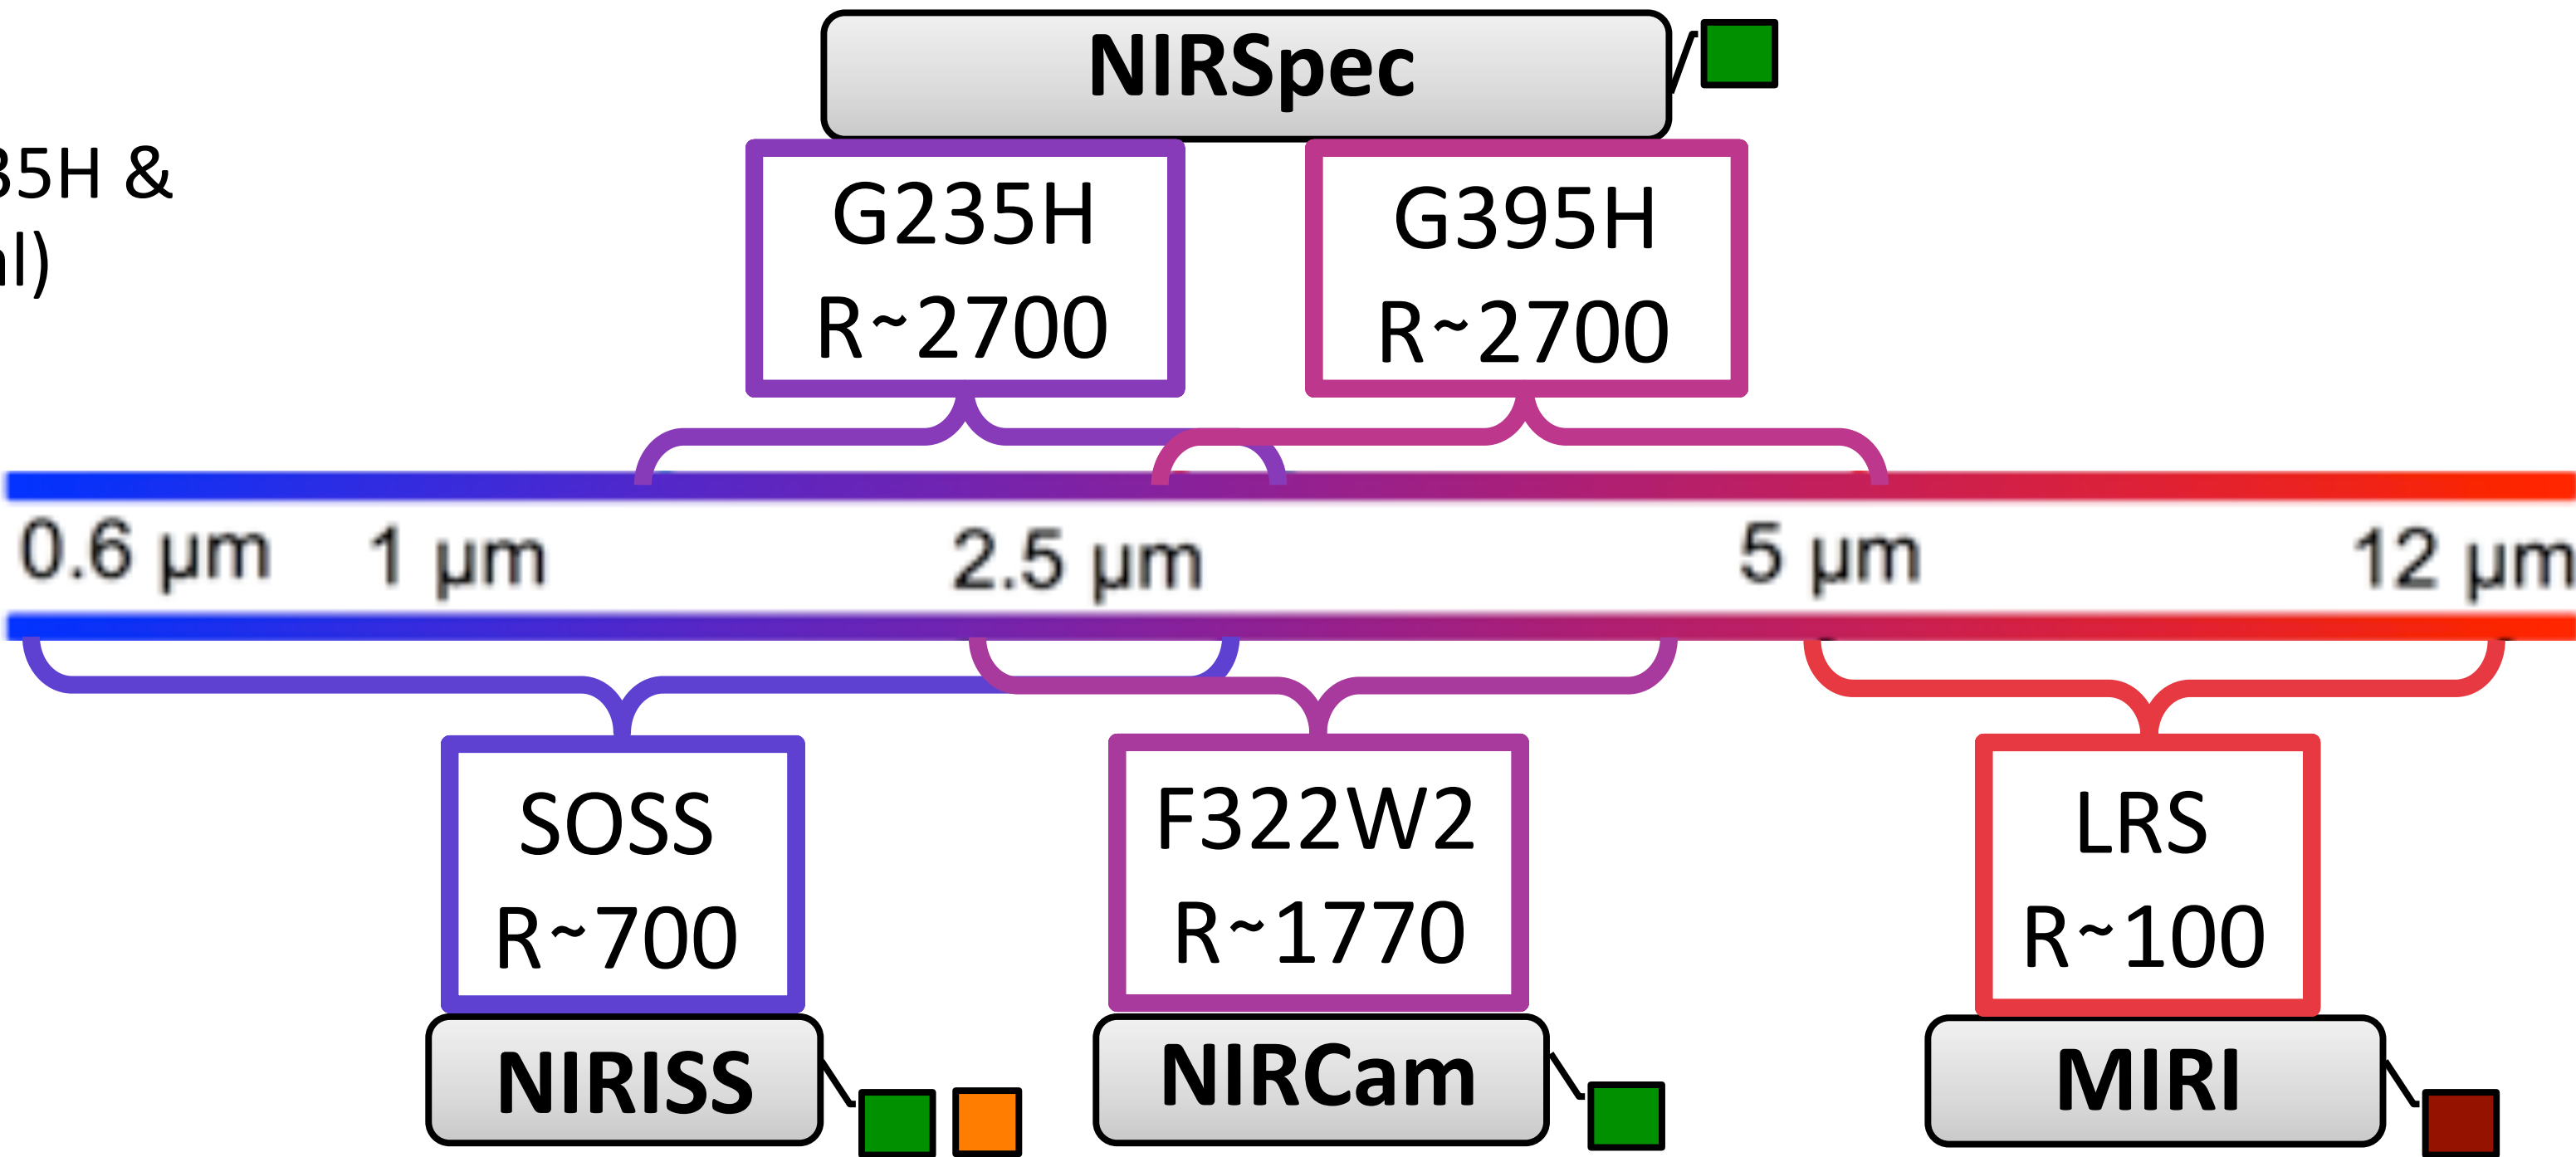 NIRSpec
35H &
l)
G235H
R~2700
G395H
R~2700
0.6 µm 1 µm 2.5 µm 5 µm 12 µm
SOSS
R~700
F322W2
R~1770
LRS
R~100
NIRISS
NIRCam
MIRI